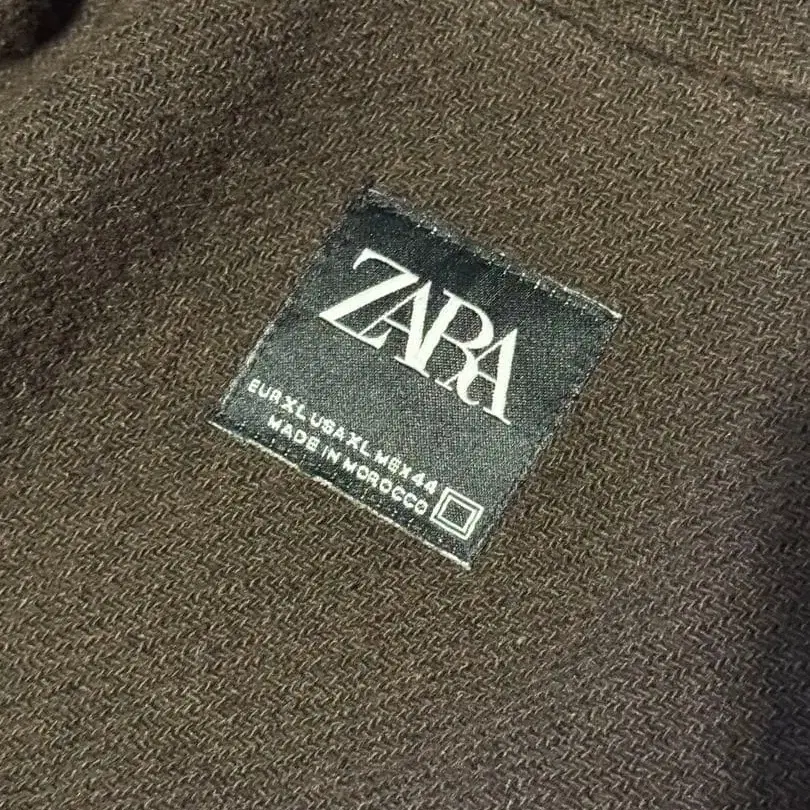 ZARA
EUR XL USA XL MEX 44
MADE IN MOROCCO